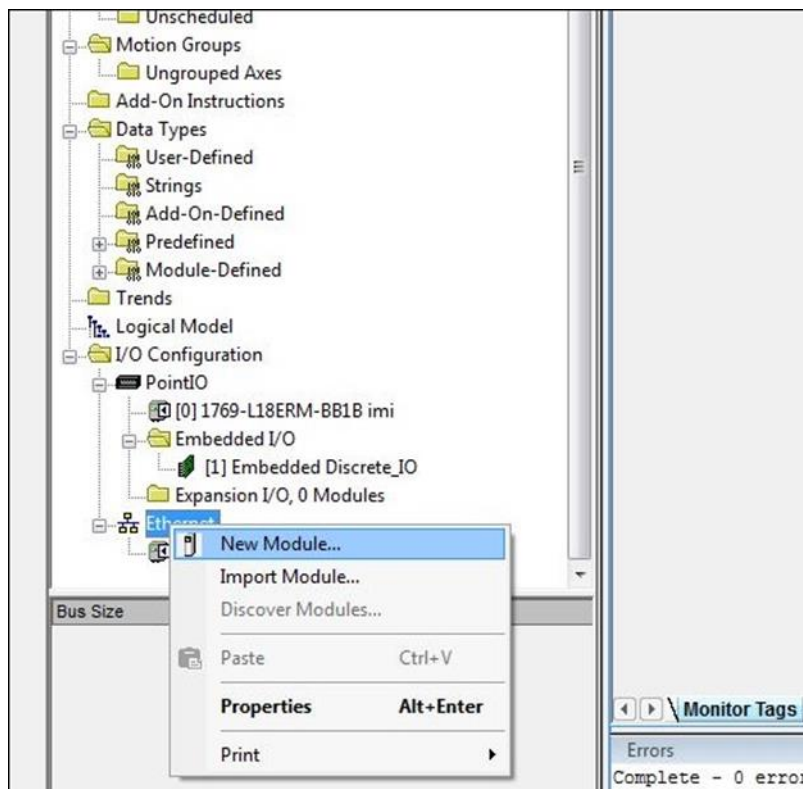 Unscheduled
Motion Groups
Ungrouped Axes
Add-On Instructions
Data Types
User-Defined
Strings
Add-On-Defined
Predefined
Module-Defined
Trends
Logical Model
I/O Configuration
PointIO
[0] 1769-L18ERM-BB1B imi
Embedded I/O
[1] Embedded Discrete_IO
Expansion I/O, 0 Modules
Ethernet
New Module...
Import Module...
Discover Modules...
Paste Ctrl+V
Properties Alt+Enter
Print
Bus Size
Monitor Tags
Errors
Complete - 0 error